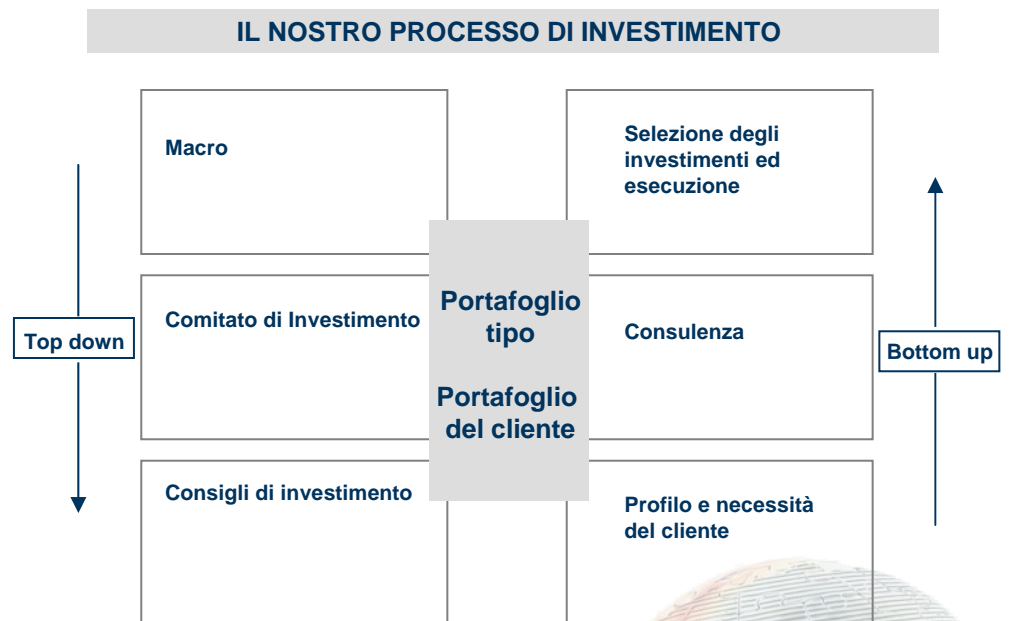 IL NOSTRO PROCESSO DI INVESTIMENTO
Macro
Selezione degli
investimenti ed
esecuzione
Top down
Comitato di Investimento
Portafoglio
tipo
Portafoglio
del cliente
Consulenza
Bottom up
Consigli di investimento
Profilo e necessità
del cliente